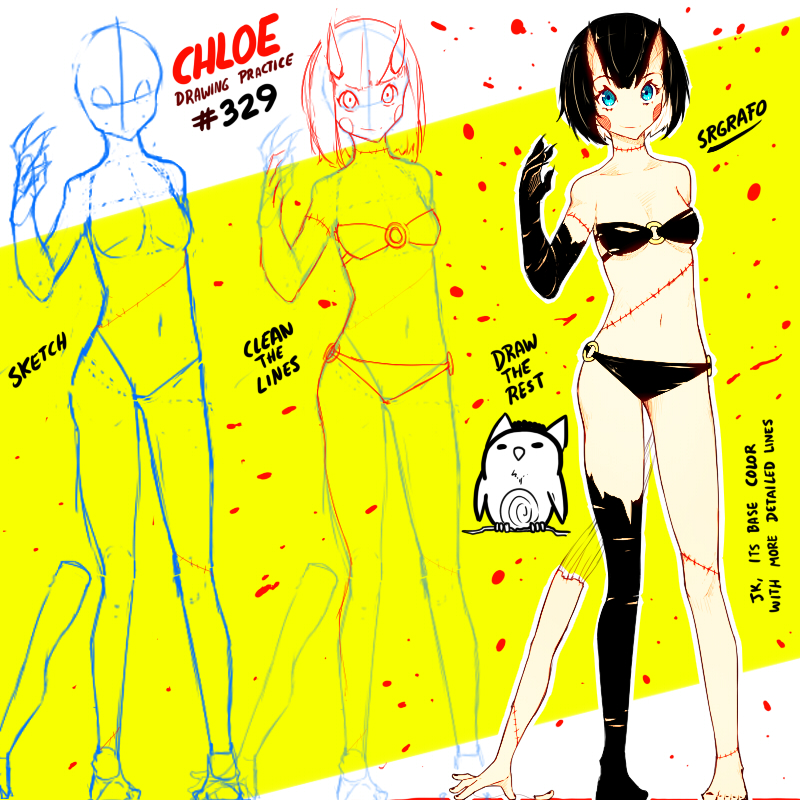 CHLOE
DRAWING PRACTICE
#329
SRGRAFO
SKETCH
CLEAN
THE
LINES
DRAW
THE
REST
JK, ITS BASE COLOR
WITH MORE DETAILED LINES